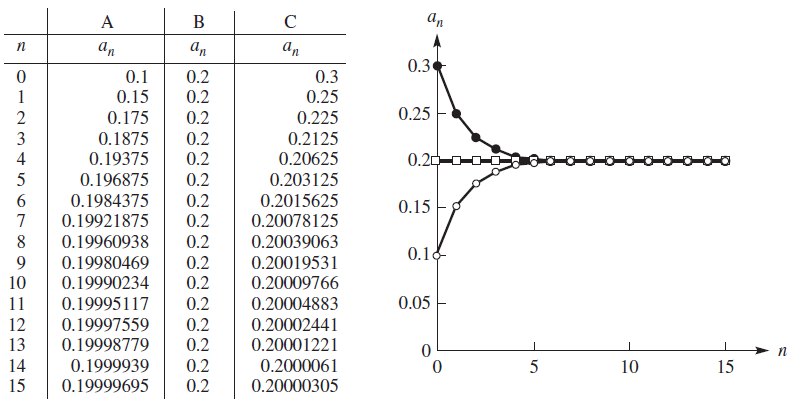 A B C
n aₙ aₙ aₙ
0 0.1 0.2 0.3
1 0.15 0.2 0.25
2 0.175 0.2 0.225
3 0.1875 0.2 0.2125
4 0.19375 0.2 0.20625
5 0.196875 0.2 0.203125
6 0.1984375 0.2 0.2015625
7 0.19921875 0.2 0.20078125
8 0.19960938 0.2 0.20039063
9 0.19980469 0.2 0.20019531
10 0.19990234 0.2 0.20009766
11 0.19995117 0.2 0.20004883
12 0.19997559 0.2 0.20002441
13 0.19998779 0.2 0.20001221
14 0.1999939 0.2 0.2000061
15 0.19999695 0.2 0.20000305
aₙ
0.3
0.25
0.2
0.15
0.1
0.05
0
0 5 10 15 n